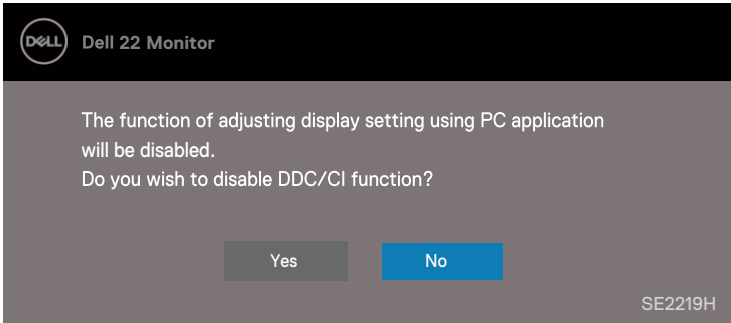 DELL
Dell 22 Monitor
The function of adjusting display setting using PC application
will be disabled.
Do you wish to disable DDC/CI function?
Yes
No
SE2219H